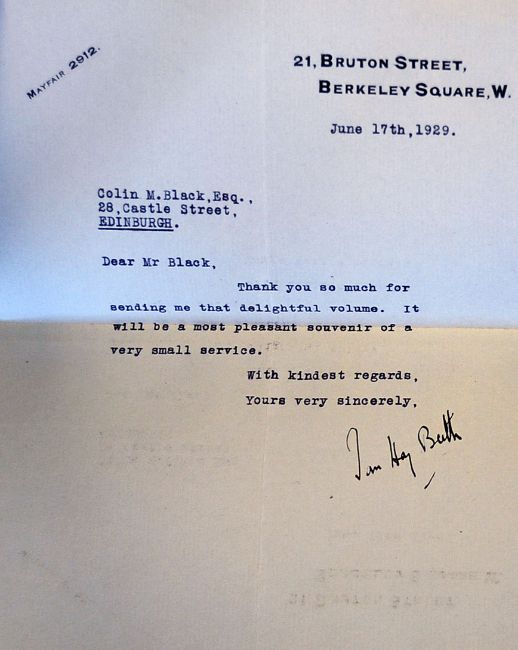 MAYFAIR 2912.
21, BRUTON STREET,
BERKELEY SQUARE, W.
June 17th,1929.
Colin M.Black,Esq.,
28,Castle Street,
EDINBURGH.
Dear Mr Black,
Thank you so much for
sending me that delightful volume. It
will be a most pleasant souvenir of a
very small service.
With kindest regards,
Yours very sincerely,
Ian Hay Beith